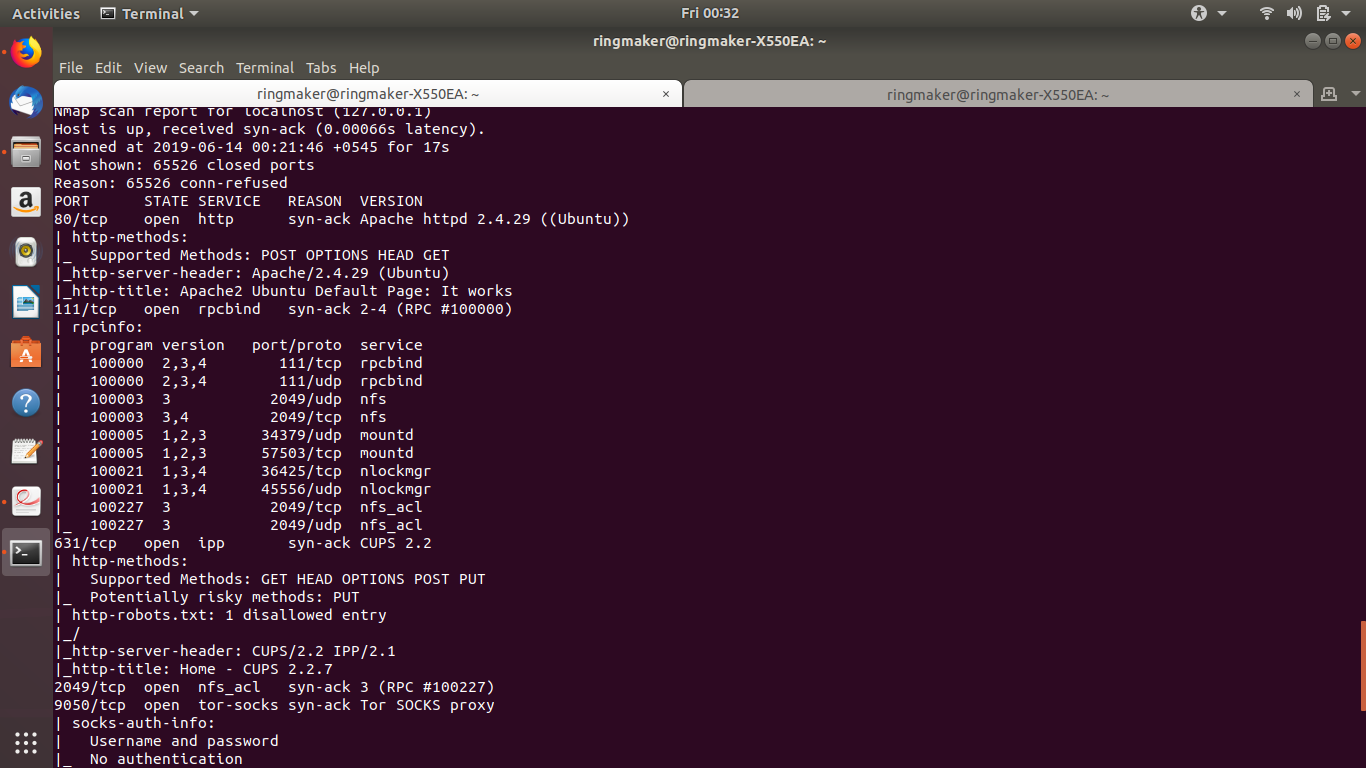 Activities Terminal Fri 00:32
ringmaker@ringmaker-X550EA: ~
File Edit View Search Terminal Tabs Help
ringmaker@ringmaker-X550EA: ~ × ringmaker@ringmaker-X550EA: ~ ×
Nmap scan report for localhost (127.0.0.1)
Host is up, received syn-ack (0.00066s latency).
Scanned at 2019-06-14 00:21:46 +0545 for 17s
Not shown: 65526 closed ports
Reason: 65526 conn-refused
PORT      STATE SERVICE   REASON  VERSION
80/tcp    open  http      syn-ack Apache httpd 2.4.29 ((Ubuntu))
| http-methods:
|_  Supported Methods: POST OPTIONS HEAD GET
|_http-server-header: Apache/2.4.29 (Ubuntu)
|_http-title: Apache2 Ubuntu Default Page: It works
111/tcp   open  rpcbind   syn-ack 2-4 (RPC #100000)
| rpcinfo:
|   program version   port/proto  service
|   100000  2,3,4        111/tcp  rpcbind
|   100000  2,3,4        111/udp  rpcbind
|   100003  3           2049/udp  nfs
|   100003  3,4         2049/tcp  nfs
|   100005  1,2,3      34379/udp  mountd
|   100005  1,2,3      57503/tcp  mountd
|   100021  1,3,4      36425/tcp  nlockmgr
|   100021  1,3,4      45556/udp  nlockmgr
|   100227  3           2049/tcp  nfs_acl
|_  100227  3           2049/udp  nfs_acl
631/tcp   open  ipp       syn-ack CUPS 2.2
| http-methods:
|   Supported Methods: GET HEAD OPTIONS POST PUT
|_  Potentially risky methods: PUT
| http-robots.txt: 1 disallowed entry
|_/
|_http-server-header: CUPS/2.2 IPP/2.1
|_http-title: Home - CUPS 2.2.7
2049/tcp  open  nfs_acl   syn-ack 3 (RPC #100227)
9050/tcp  open  tor-socks syn-ack Tor SOCKS proxy
| socks-auth-info:
|   Username and password
|_  No authentication